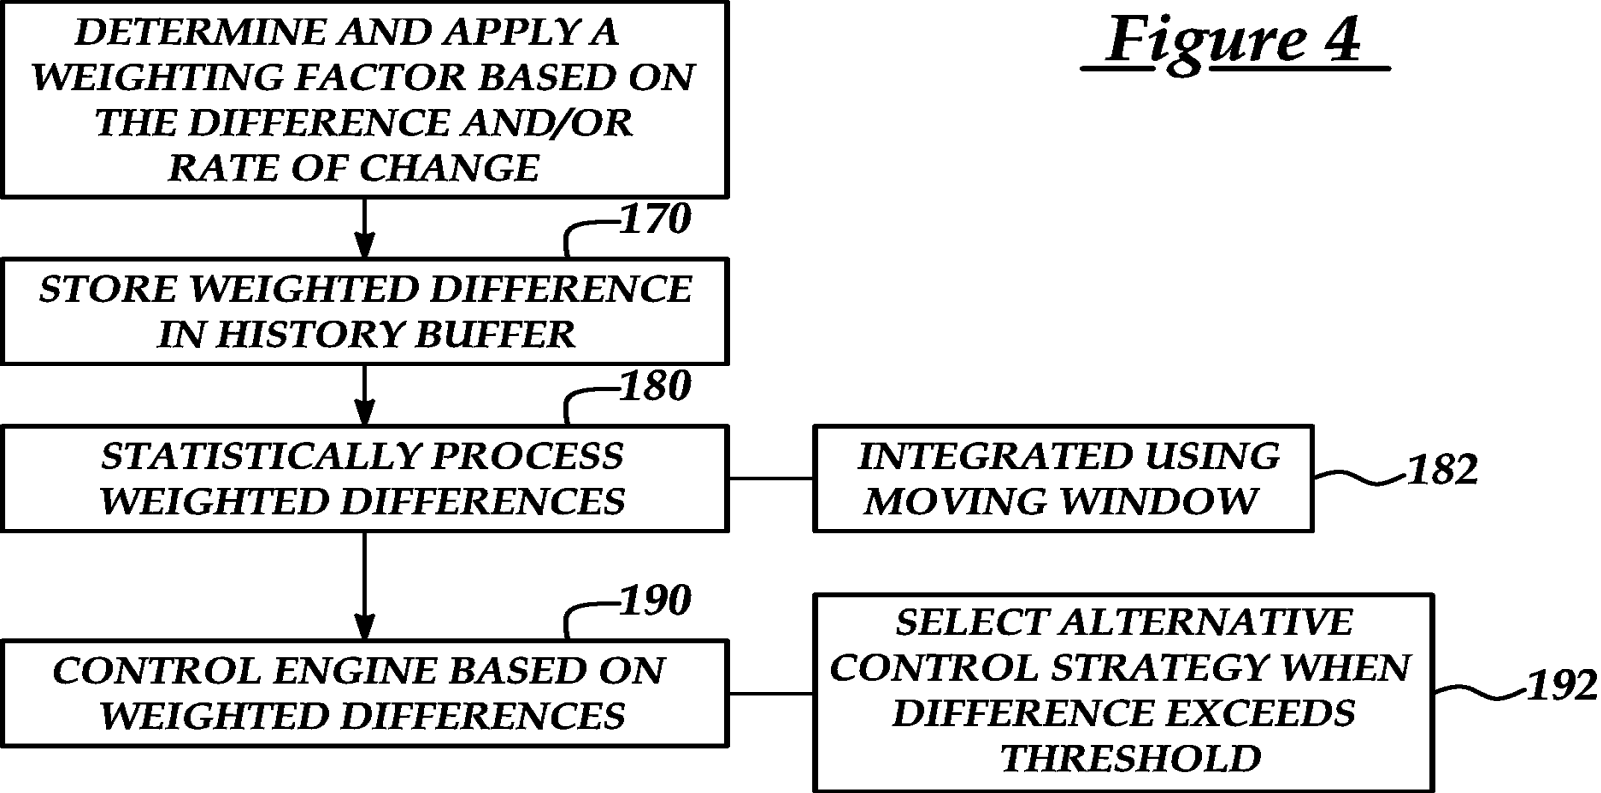 Figure 4
DETERMINE AND APPLY A
WEIGHTING FACTOR BASED ON
THE DIFFERENCE AND/OR
RATE OF CHANGE
170
STORE WEIGHTED DIFFERENCE
IN HISTORY BUFFER
180
STATISTICALLY PROCESS
WEIGHTED DIFFERENCES
INTEGRATED USING
MOVING WINDOW
182
190
CONTROL ENGINE BASED ON
WEIGHTED DIFFERENCES
SELECT ALTERNATIVE
CONTROL STRATEGY WHEN
DIFFERENCE EXCEEDS
THRESHOLD
192